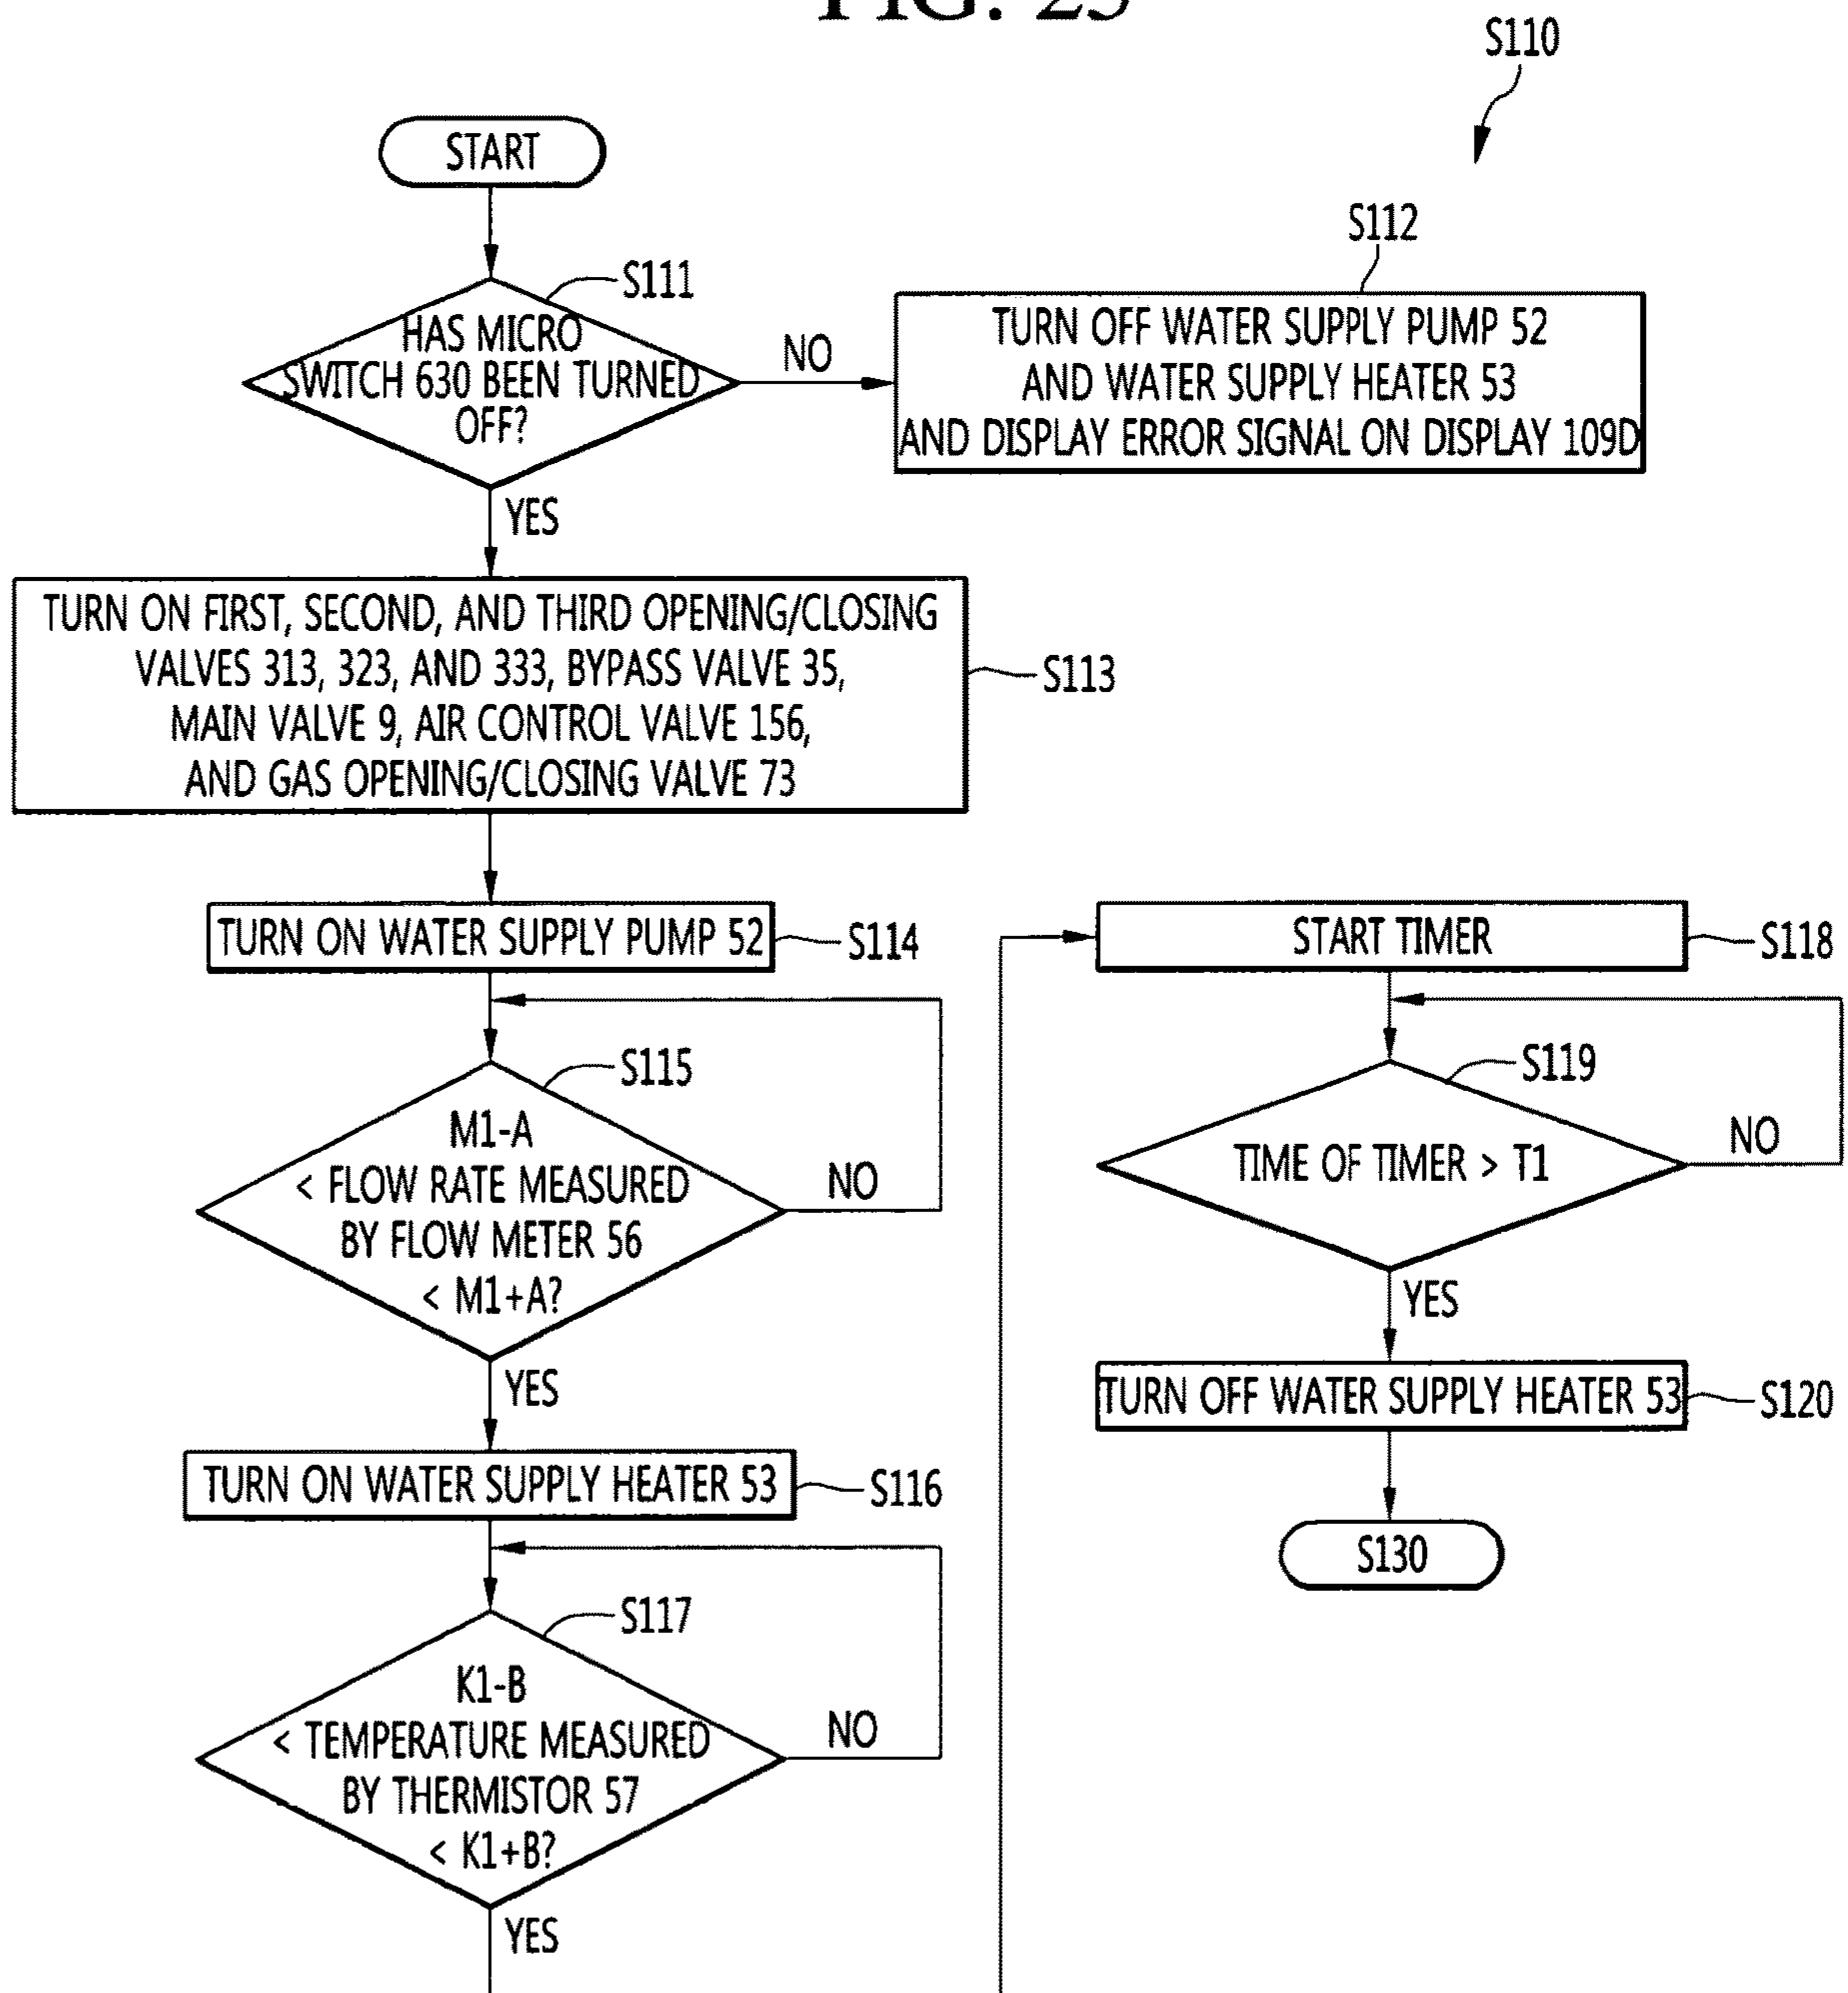 FIG. 25
S110
START
S111
HAS MICRO
SWITCH 630 BEEN TURNED
OFF?
NO
S112
TURN OFF WATER SUPPLY PUMP 52
AND WATER SUPPLY HEATER 53
AND DISPLAY ERROR SIGNAL ON DISPLAY 109D
YES
TURN ON FIRST, SECOND, AND THIRD OPENING/CLOSING
VALVES 313, 323, AND 333, BYPASS VALVE 35,
MAIN VALVE 9, AIR CONTROL VALVE 156,
AND GAS OPENING/CLOSING VALVE 73
S113
TURN ON WATER SUPPLY PUMP 52
S114
S115
M1-A
< FLOW RATE MEASURED
BY FLOW METER 56
< M1+A?
NO
YES
TURN ON WATER SUPPLY HEATER 53
S116
S117
K1-B
< TEMPERATURE MEASURED
BY THERMISTOR 57
< K1+B?
NO
YES
START TIMER
S118
S119
TIME OF TIMER > T1
NO
YES
TURN OFF WATER SUPPLY HEATER 53
S120
S130